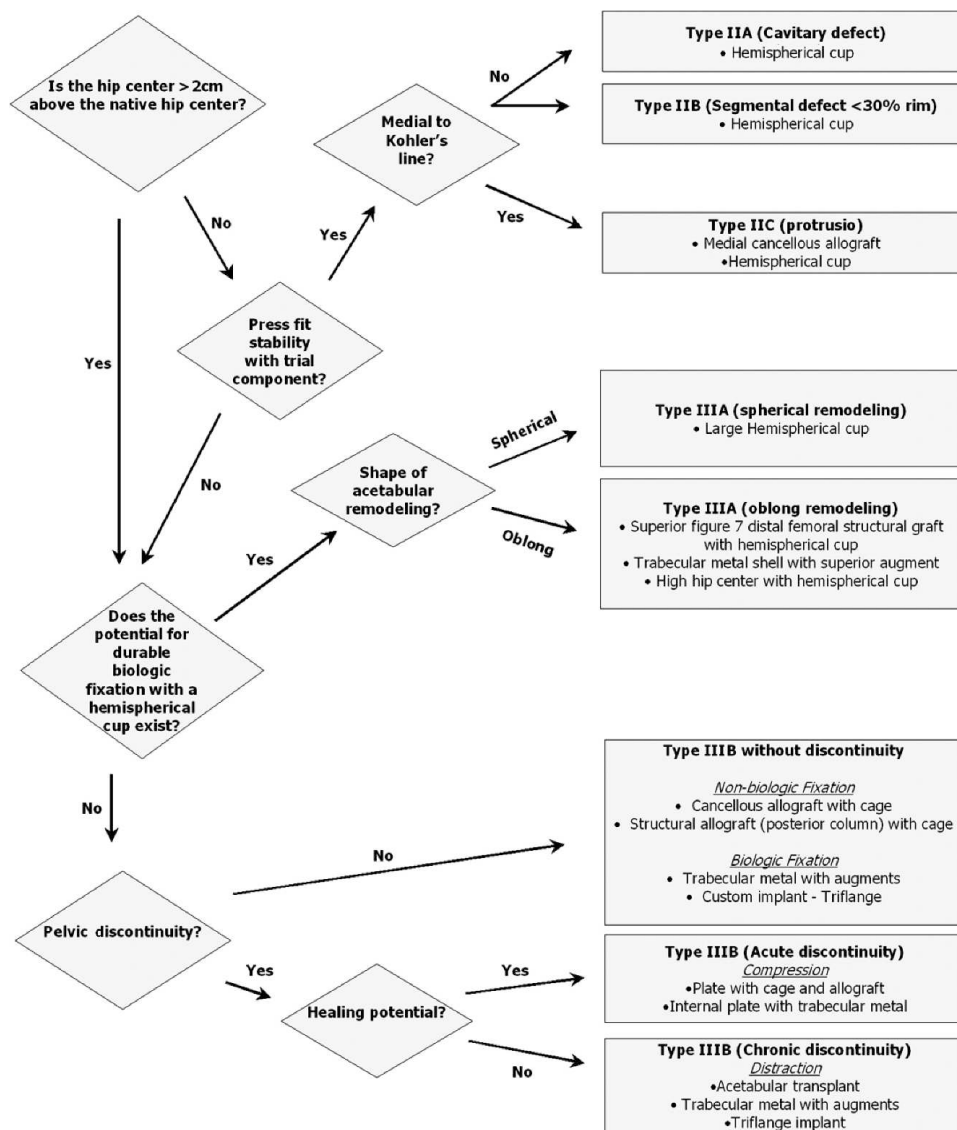 Is the hip center > 2cm
above the native hip center?
No
Yes
Medial to
Kohler's
line?
No
Yes
Type IIA (Cavitary defect)
• Hemispherical cup
Type IIB (Segmental defect <30% rim)
• Hemispherical cup
Type IIC (protrusio)
• Medial cancellous allograft
•Hemispherical cup
Press fit
stability
with trial
component?
Yes
No
Shape of
acetabular
remodeling?
Spherical
Oblong
Type IIIA (spherical remodeling)
• Large Hemispherical cup
Type IIIA (oblong remodeling)
• Superior figure 7 distal femoral structural graft
with hemispherical cup
• Trabecular metal shell with superior augment
• High hip center with hemispherical cup
Does the
potential for
durable
biologic
fixation with a
hemispherical
cup exist?
Yes
No
Type IIIB without discontinuity
Non-biologic Fixation
• Cancellous allograft with cage
• Structural allograft (posterior column) with cage
Biologic Fixation
• Trabecular metal with augments
• Custom implant - Triflange
Pelvic discontinuity?
No
Yes
Healing potential?
Yes
No
Type IIIB (Acute discontinuity)
Compression
•Plate with cage and allograft
•Internal plate with trabecular metal
Type IIIB (Chronic discontinuity)
Distraction
•Acetabular transplant
• Trabecular metal with augments
•Triflange implant